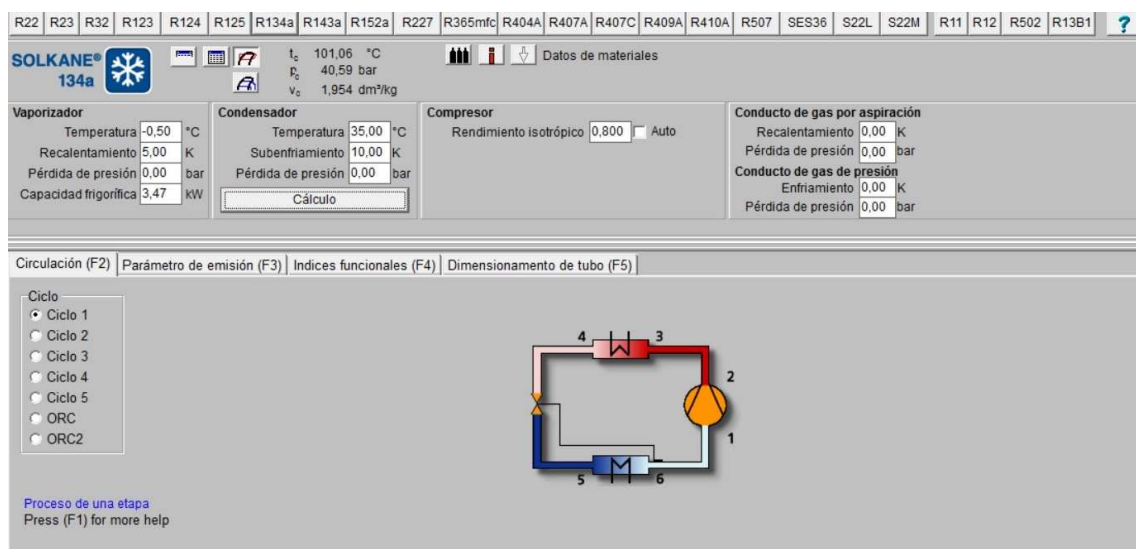 R22 R23 R32 R123 R124 R125 R134a R143a R152a R227 R365mfc R404A R407A R407C R409A R410A R507 SES36 S22L S22M R11 R12 R502 R13B1 ?
SOLKANE®
134a
tc 101,06 °C
pc 40,59 bar
vc 1,954 dm³/kg
Datos de materiales
Vaporizador
Temperatura -0,50 °C
Recalentamiento 5,00 K
Pérdida de presión 0,00 bar
Capacidad frigorífica 3,47 kW
Condensador
Temperatura 35,00 °C
Subenfriamiento 10,00 K
Pérdida de presión 0,00 bar
Cálculo
Compresor
Rendimiento isotrópico 0,800 Auto
Conducto de gas por aspiración
Recalentamiento 0,00 K
Pérdida de presión 0,00 bar
Conducto de gas de presión
Enfriamiento 0,00 K
Pérdida de presión 0,00 bar
Circulación (F2) Parámetro de emisión (F3) Indices funcionales (F4) Dimensionamento de tubo (F5)
Ciclo
Ciclo 1
Ciclo 2
Ciclo 3
Ciclo 4
Ciclo 5
ORC
ORC2
4 3
2
1
5 6
Proceso de una etapa
Press (F1) for more help